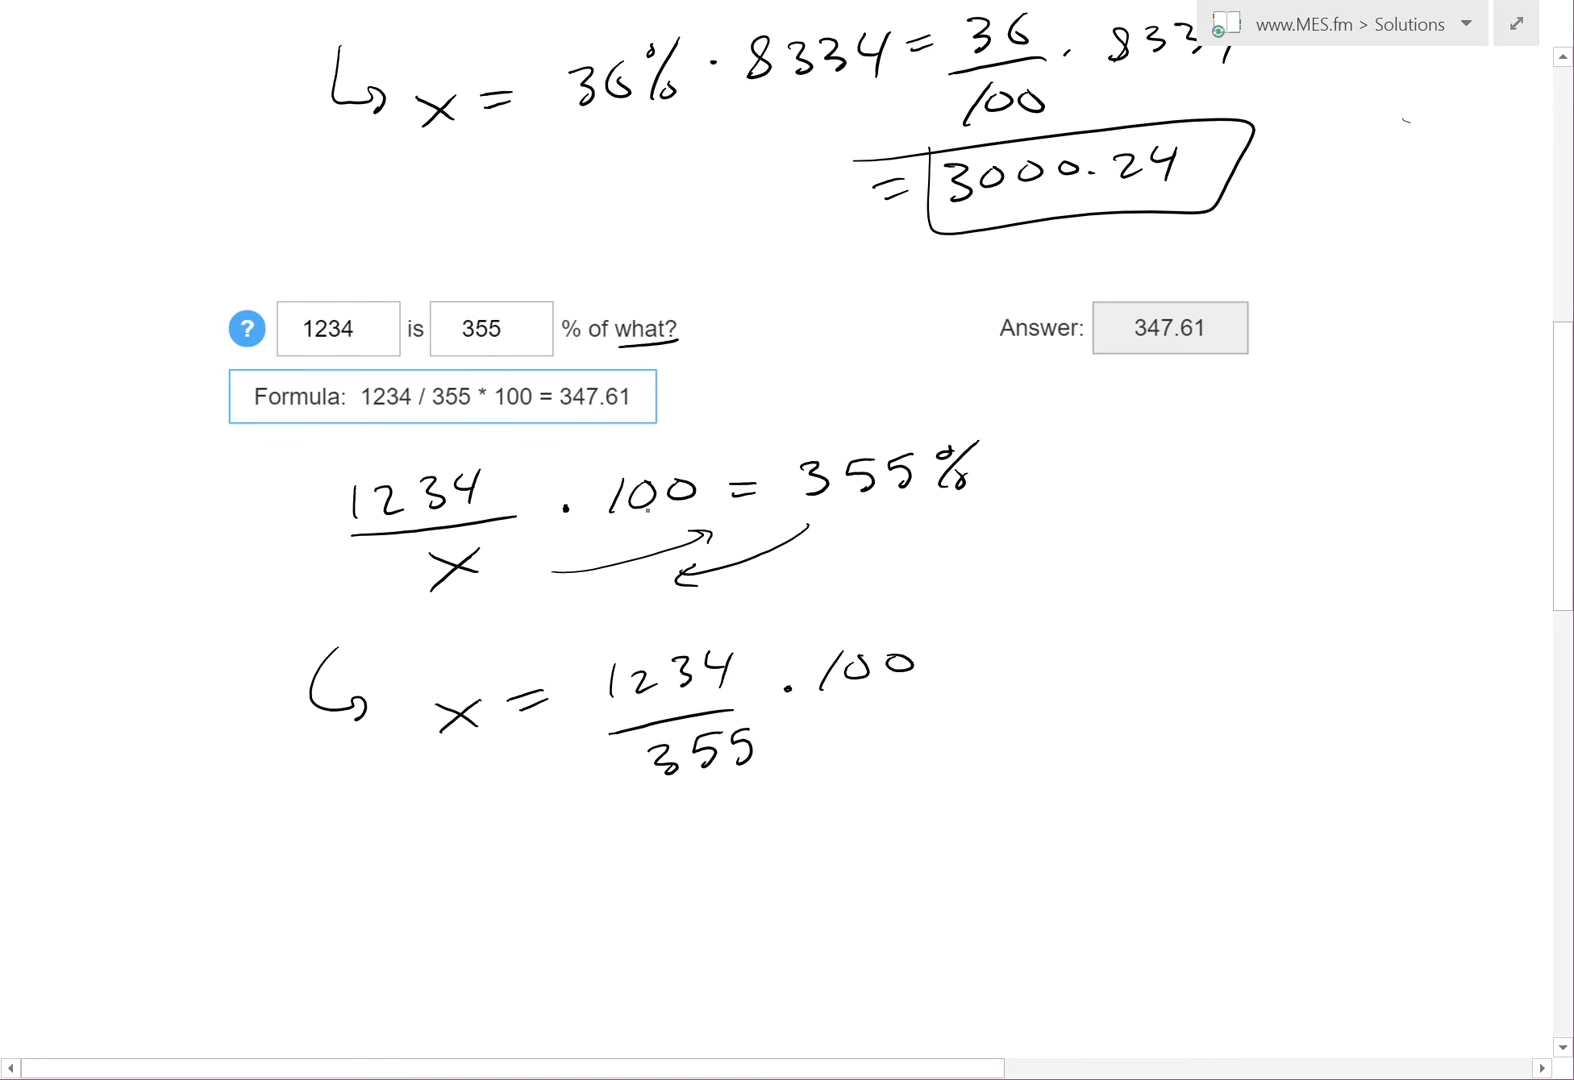 www.MES.fm > Solutions
↳ x = 36% · 8334 = 36/100 · 833
= 3000.24
? 1234 is 355 % of what? Answer: 347.61
Formula: 1234 / 355 * 100 = 347.61
1234/x · 100 = 355%
↳ x = 1234/355 · 100